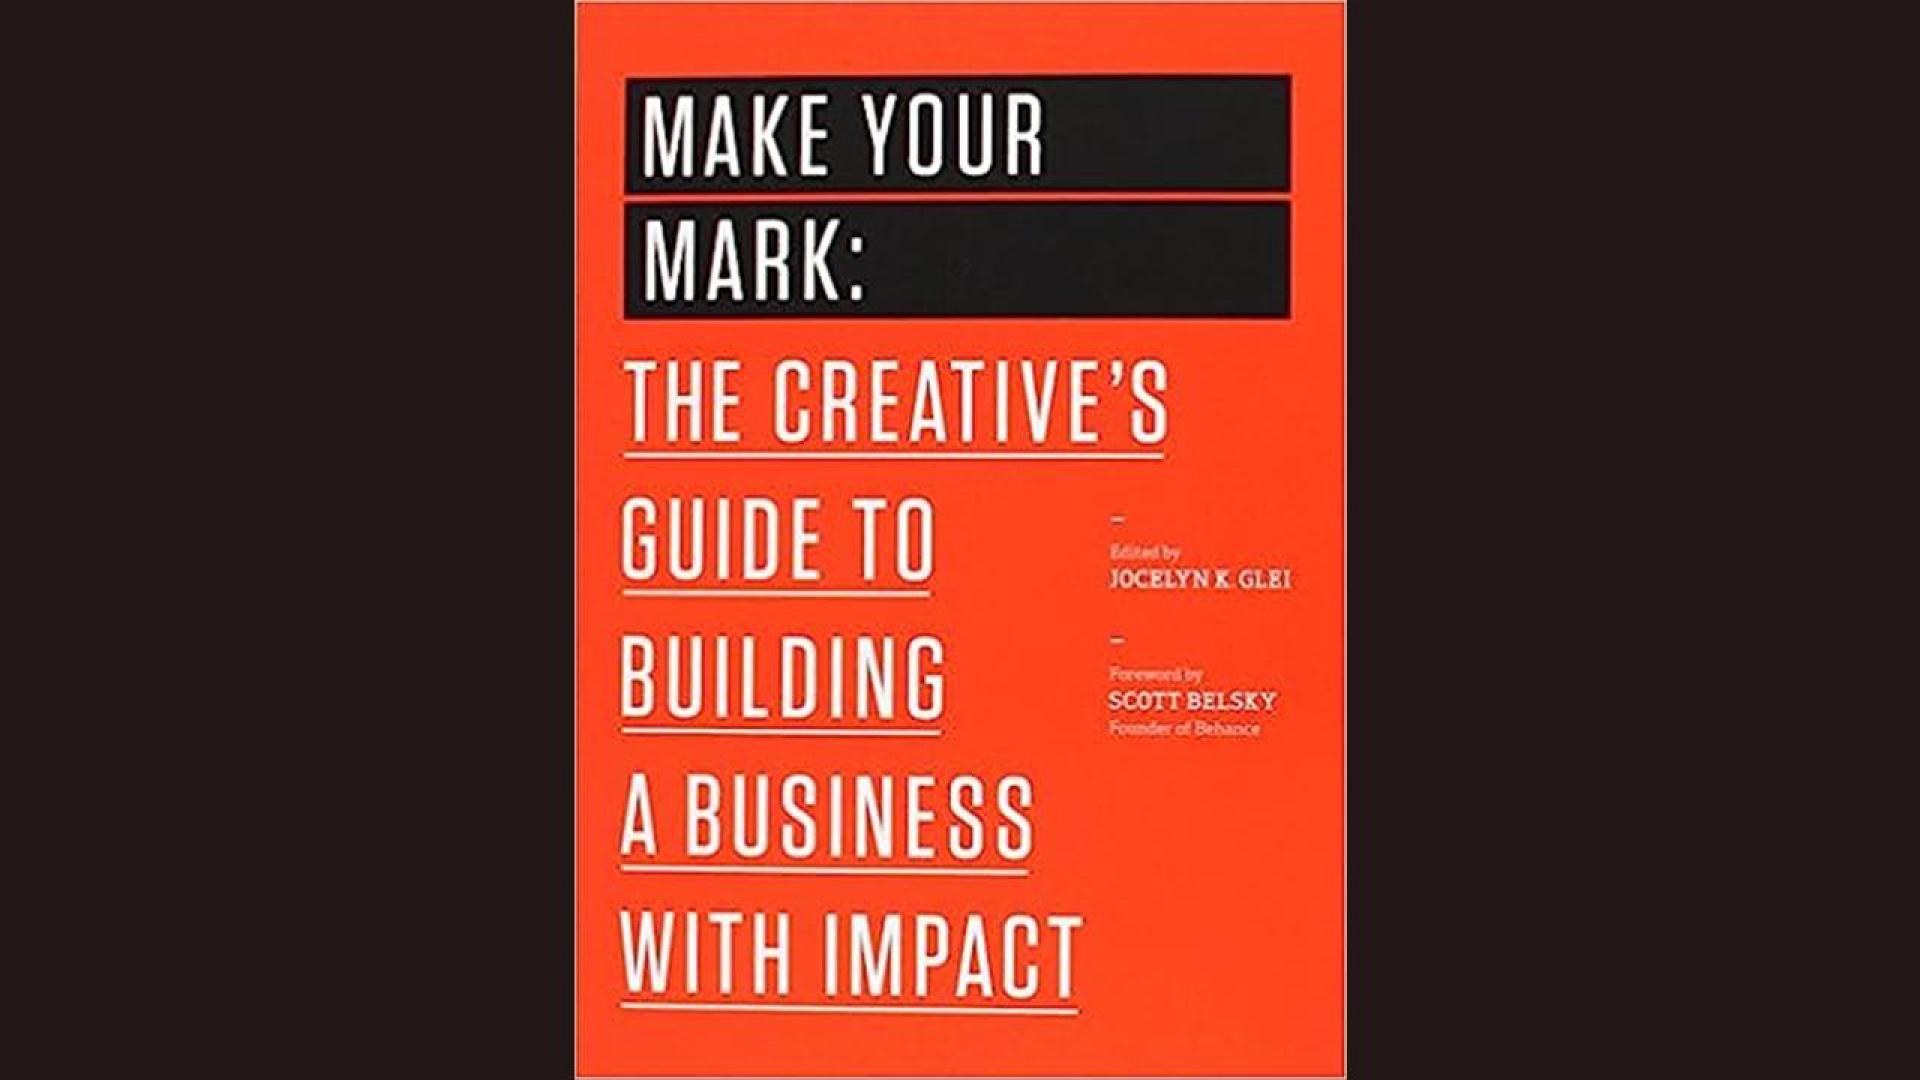 MAKE YOUR
MARK:
THE CREATIVE'S
GUIDE TO
BUILDING
A BUSINESS
WITH IMPACT
–
Edited by
JOCELYN K. GLEI
–
Foreword by
SCOTT BELSKY
Founder of Behance